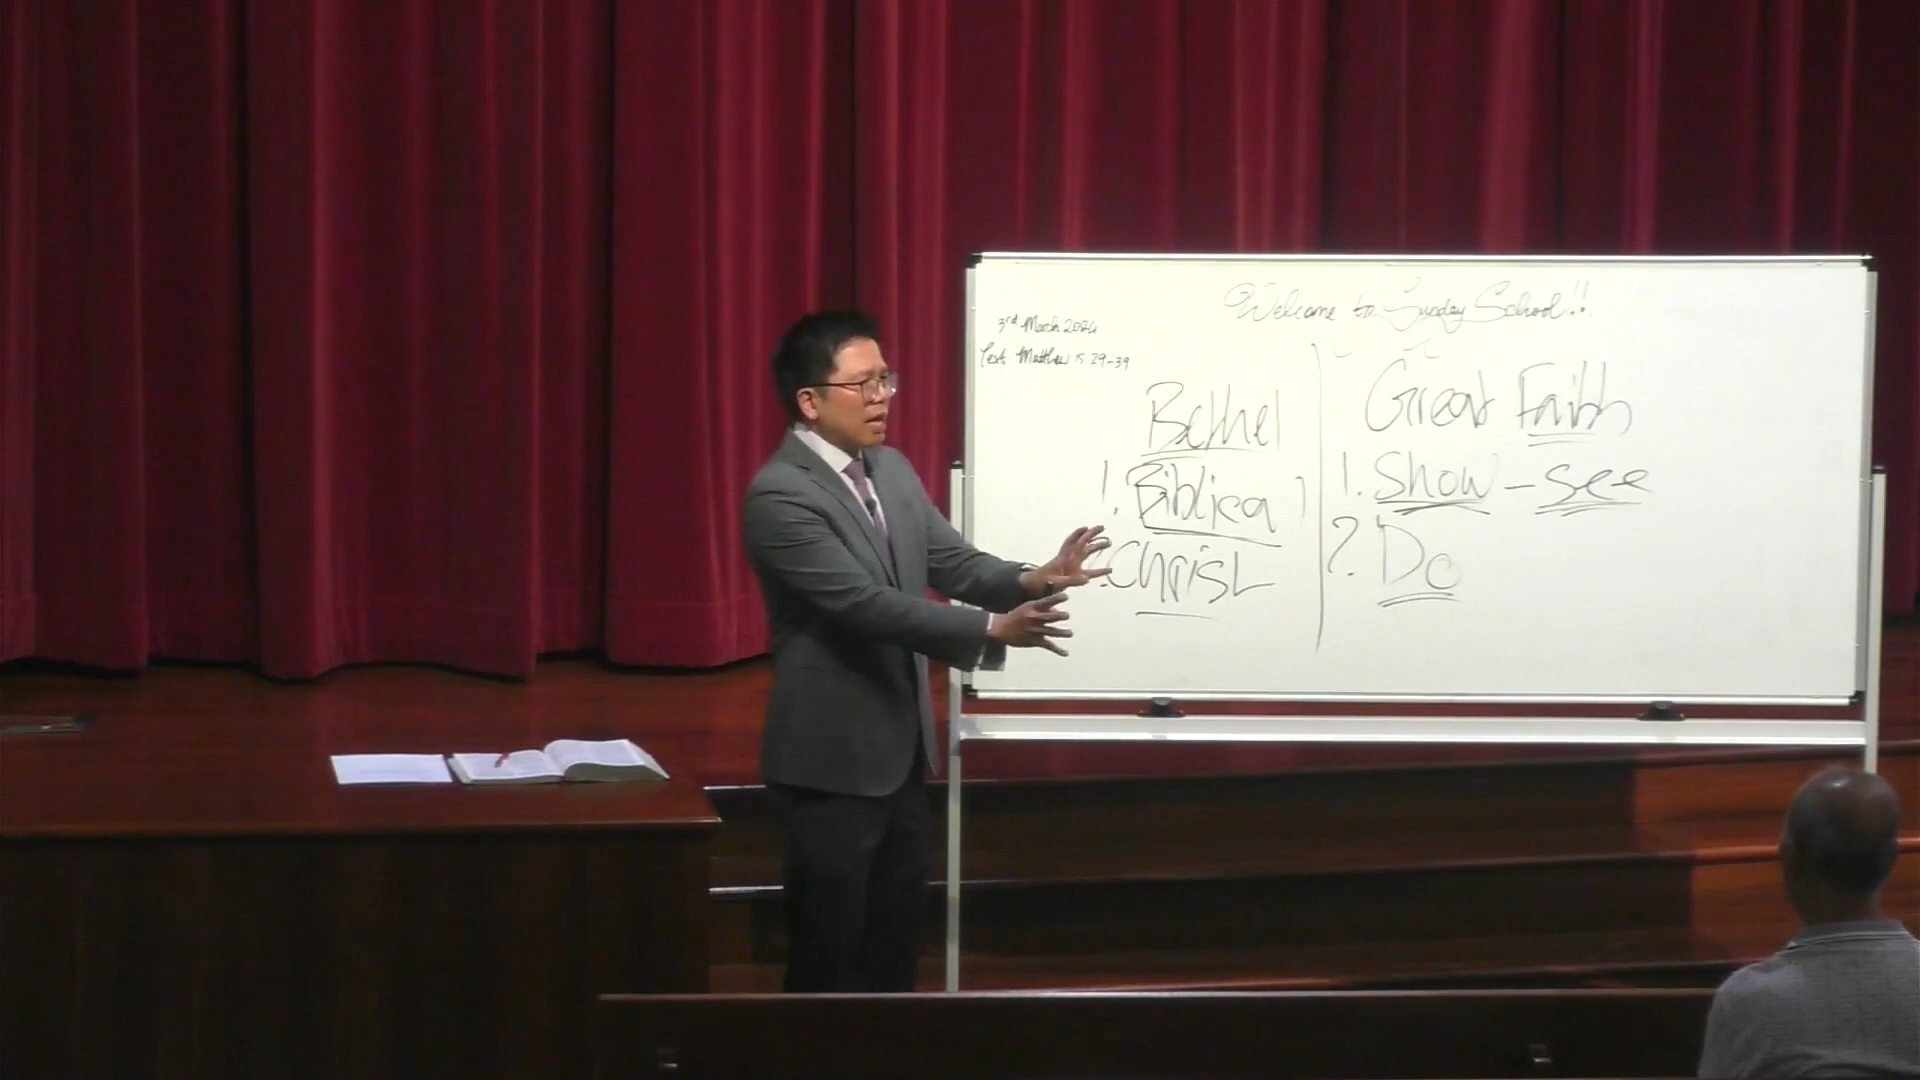 Welcome to Sunday School!!
3rd March 2024
Text: Matthew 15 29-39
Bethel
1. Biblical
2. Christ
Great Faith
1. Show - see
2. Do